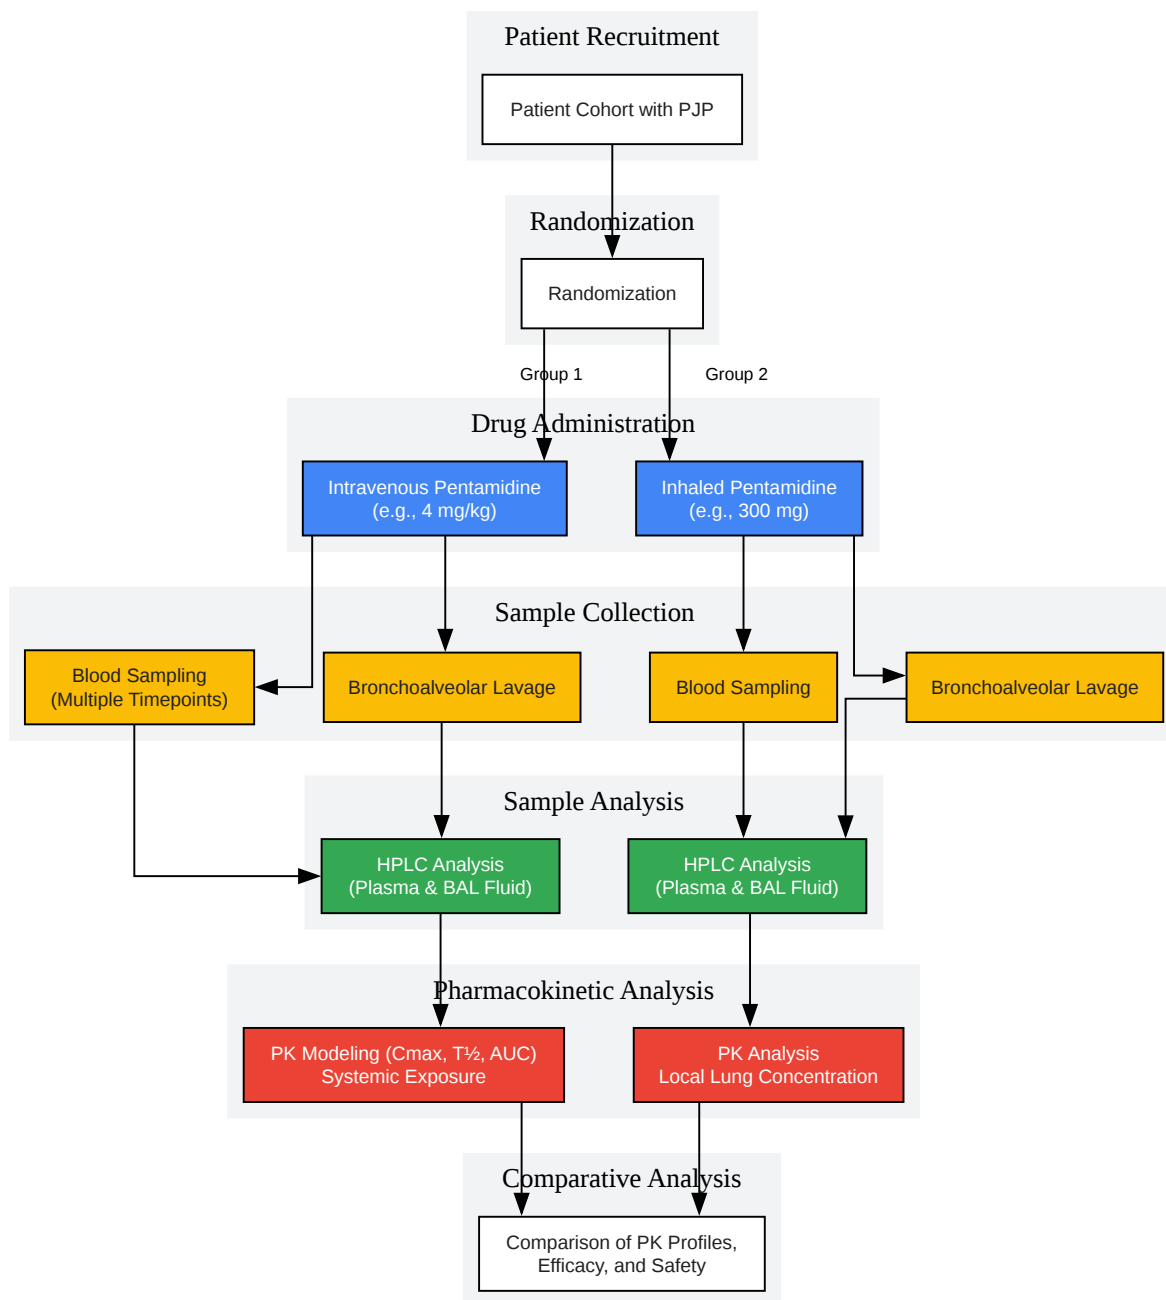 Patient Recruitment
Patient Cohort with PJP
Randomization
Randomization
Group 1
Group 2
Drug Administration
Intravenous Pentamidine
(e.g., 4 mg/kg)
Inhaled Pentamidine
(e.g., 300 mg)
Sample Collection
Blood Sampling
(Multiple Timepoints)
Bronchoalveolar Lavage
Blood Sampling
Bronchoalveolar Lavage
Sample Analysis
HPLC Analysis
(Plasma & BAL Fluid)
HPLC Analysis
(Plasma & BAL Fluid)
Pharmacokinetic Analysis
PK Modeling (Cmax, T½, AUC)
Systemic Exposure
PK Analysis
Local Lung Concentration
Comparative Analysis
Comparison of PK Profiles,
Efficacy, and Safety